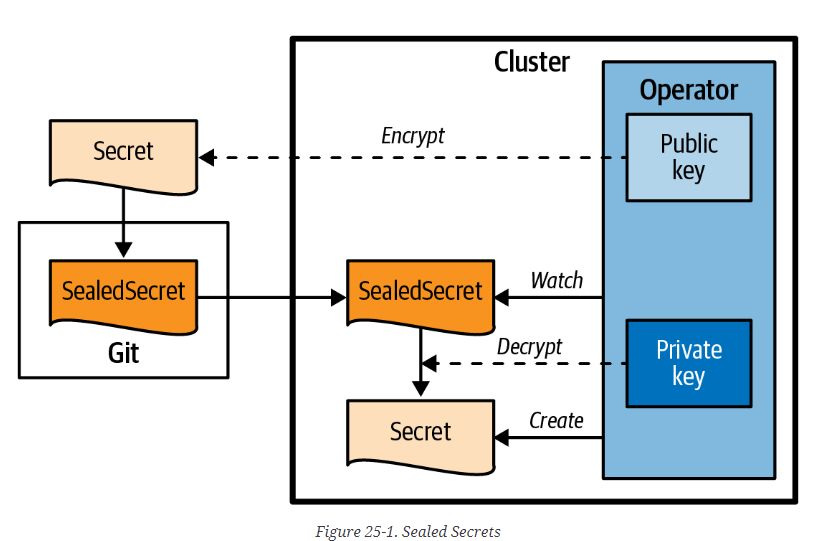 Cluster
Operator
Secret
Encrypt
Public
key
SealedSecret
Git
SealedSecret
Watch
Decrypt
Private
key
Secret
Create
Figure 25-1. Sealed Secrets